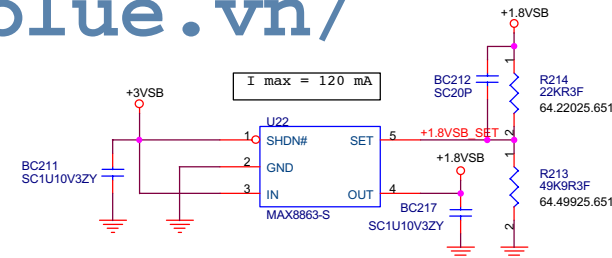 olue.vn/
+1.8VSB
I max = 120 mA
BC212
SC20P
1
R214
22KR3F
64.22025.651
2
+3VSB
U22
1
SHDN#
SET
5
+1.8VSB_SET
2
GND
+1.8VSB
3
IN
OUT
4
MAX8863-S
BC211
SC1U10V3ZY
BC217
SC1U10V3ZY
1
R213
49K9R3F
64.49925.651
2